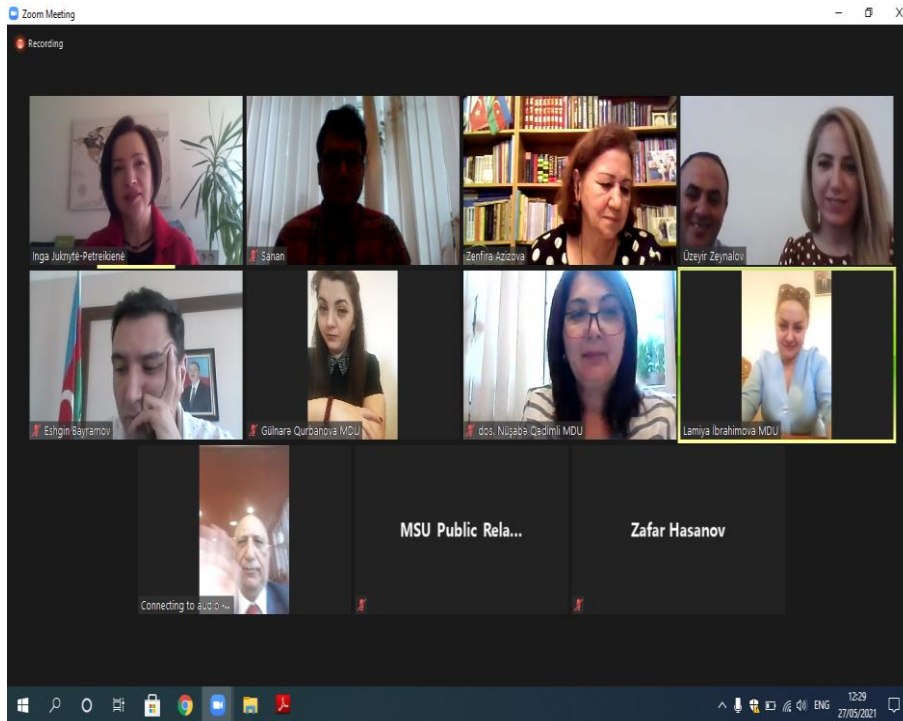 Zoom Meeting
Recording
Inga Juknytė-Petreikienė
Sanan
Zenfira Azizova
Üzeyir Zeynalov
Eshgin Bayramov
Gülnarə Qurbanova MDU
dos. Nüşabə Qədimli MDU
Lamiya İbrahimova MDU
Connecting to audio ...
MSU Public Rela...
Zafar Hasanov
ENG
12:29
27/05/2021